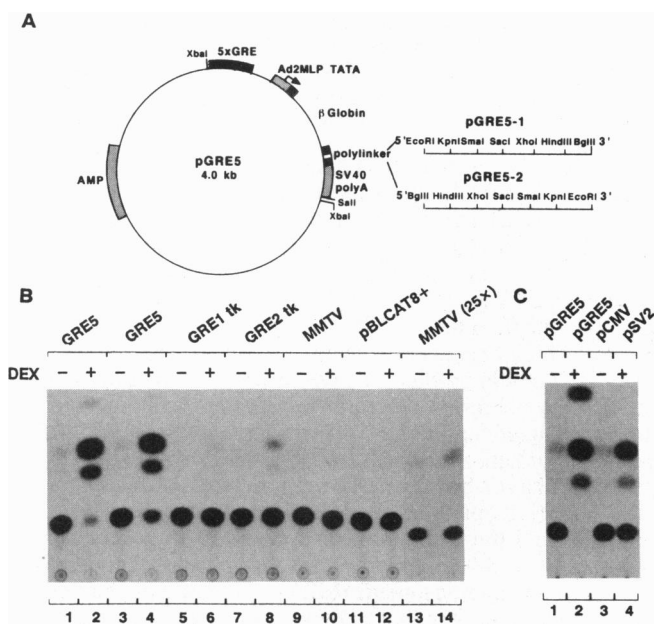 A
XbaI
5xGRE
Ad2MLP TATA
β Globin
pGRE5
4.0 kb
AMP
polylinker
SV40
polyA
SalI
XbaI
pGRE5-1
5'EcoRI KpnI SmaI SacI XhoI HindIII BglII 3'
pGRE5-2
5'BglII HindIII XhoI SacI SmaI KpnI EcoRI 3'
B
GRE5 GRE5 GRE1 tk GRE2 tk MMTV pBLCAT8+ MMTV (25×)
DEX − + − + − + − + − + − + − +
1 2 3 4 5 6 7 8 9 10 11 12 13 14
C
pGRE5 pGRE5 pCMV pSV2
DEX − + − +
1 2 3 4